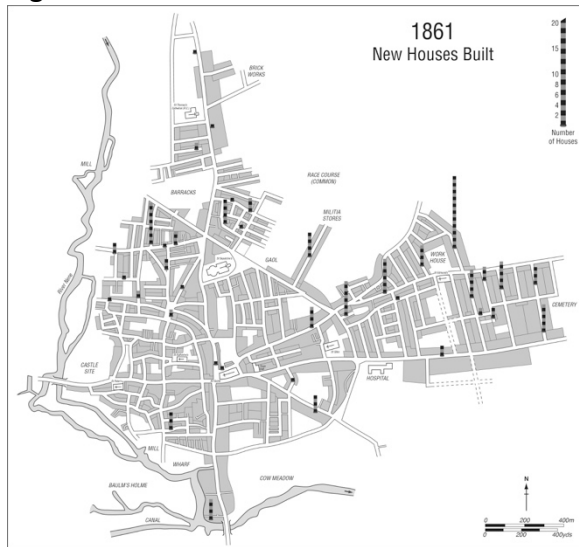 1861
New Houses Built
20
15
10
8
6
4
2
Number
of Houses
BRICK
WORKS
MILL
RACE COURSE
(COMMON)
BARRACKS
MILITIA
STORES
GAOL
WORK
HOUSE
River Nene
CEMETERY
CASTLE
SITE
HOSPITAL
MILL
WHARF
BAULM'S HOLME
COW MEADOW
CANAL
N
0 200 400m
0 200 400yds